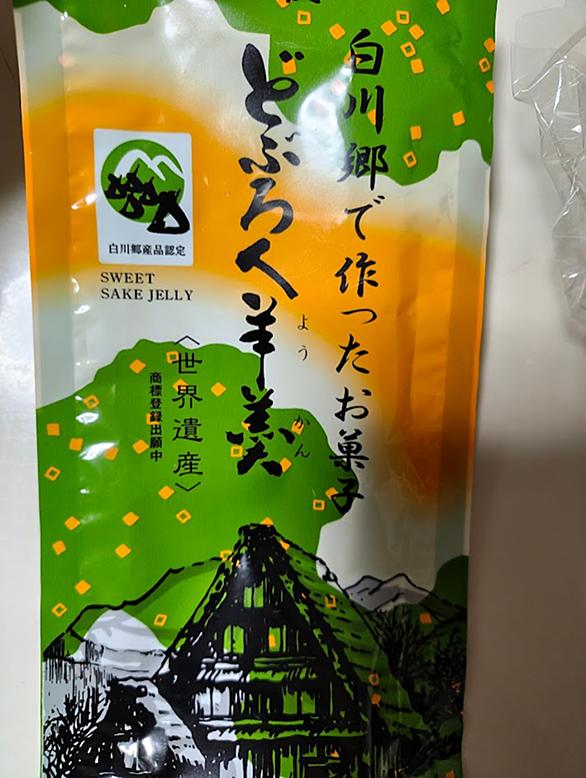 白川郷で作ったお菓子
どぶろく羊羹
よう
かん
〈世界遺産〉
商標登録出願中
白川郷産品認定
SWEET
SAKE JELLY